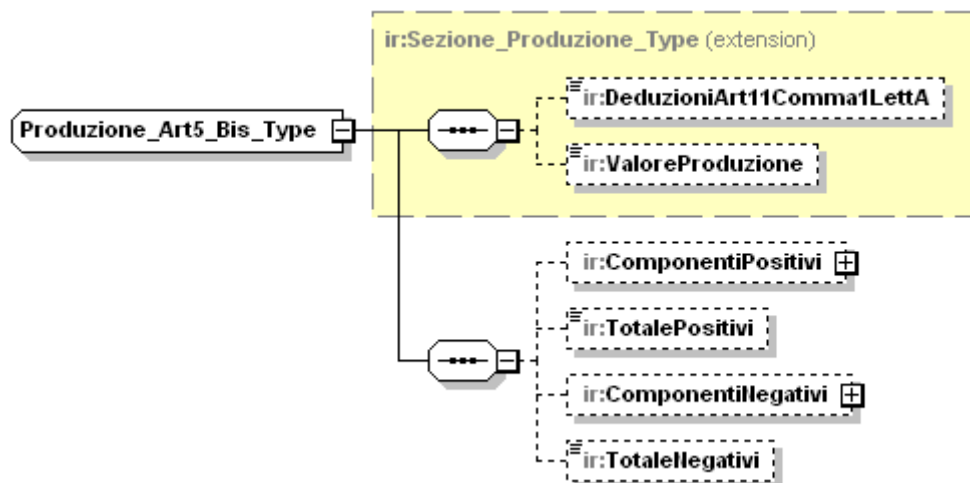 ir:Sezione_Produzione_Type (extension)
ir:DeduzioniArt11Comma1LettA
Produzione_Art5_Bis_Type
ir:ValoreProduzione
ir:ComponentiPositivi
ir:TotalePositivi
ir:ComponentiNegativi
ir:TotaleNegativi